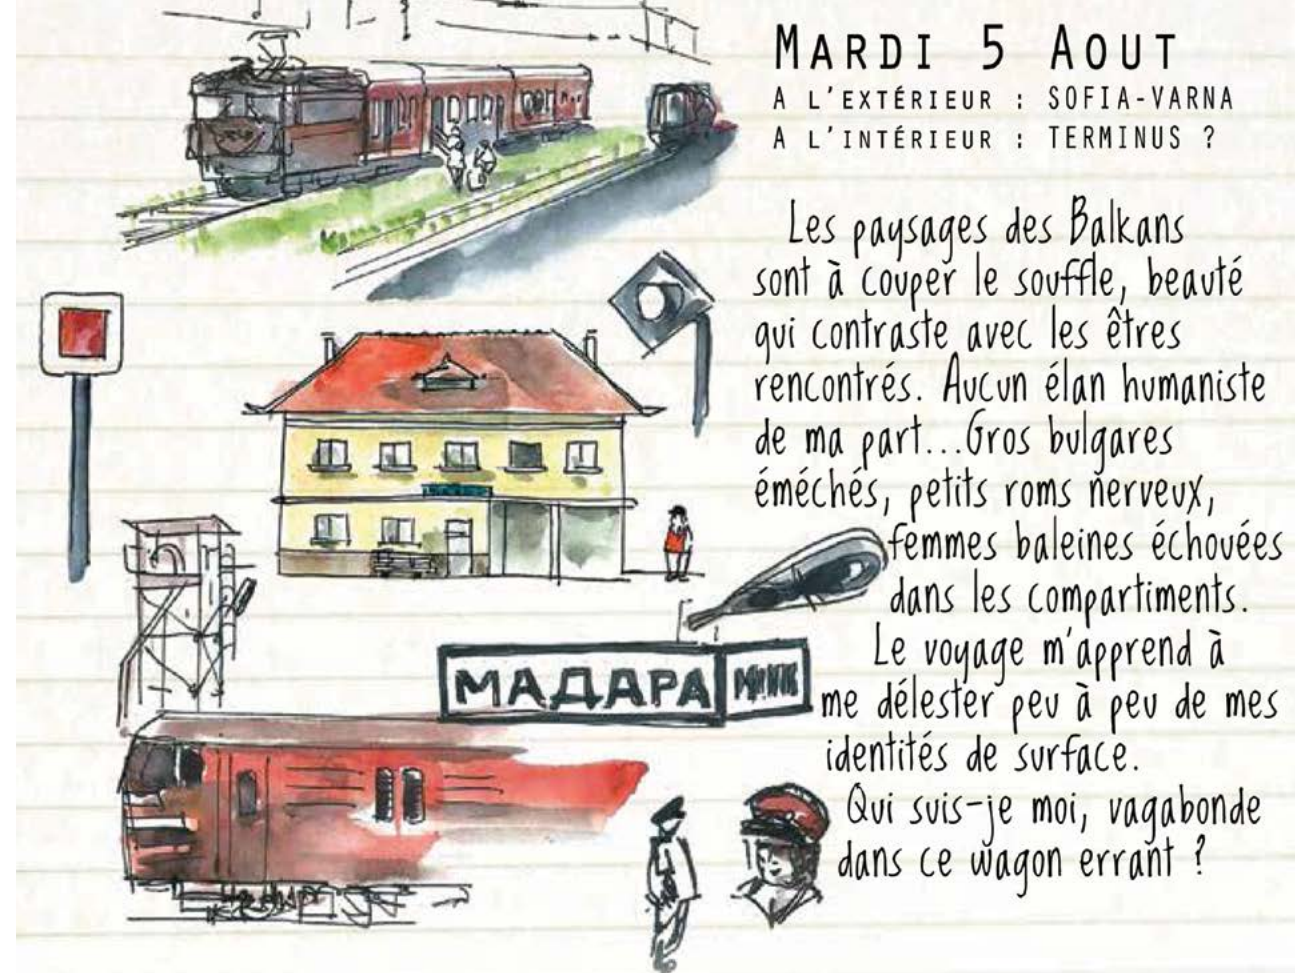 MARDI 5 AOUT
A L'EXTÉRIEUR : SOFIA-VARNA
A L'INTÉRIEUR : TERMINUS ?
Les paysages des Balkans
sont à couper le souffle, beauté
qui contraste avec les êtres
rencontrés. Aucun élan humaniste
de ma part...Gros bulgares
éméchés, petits roms nerveux,
femmes baleines échouées
dans les compartiments.
Le voyage m'apprend à
me délester peu à peu de mes
identités de surface.
Qui suis-je moi, vagabonde
dans ce wagon errant ?
МАДАРА